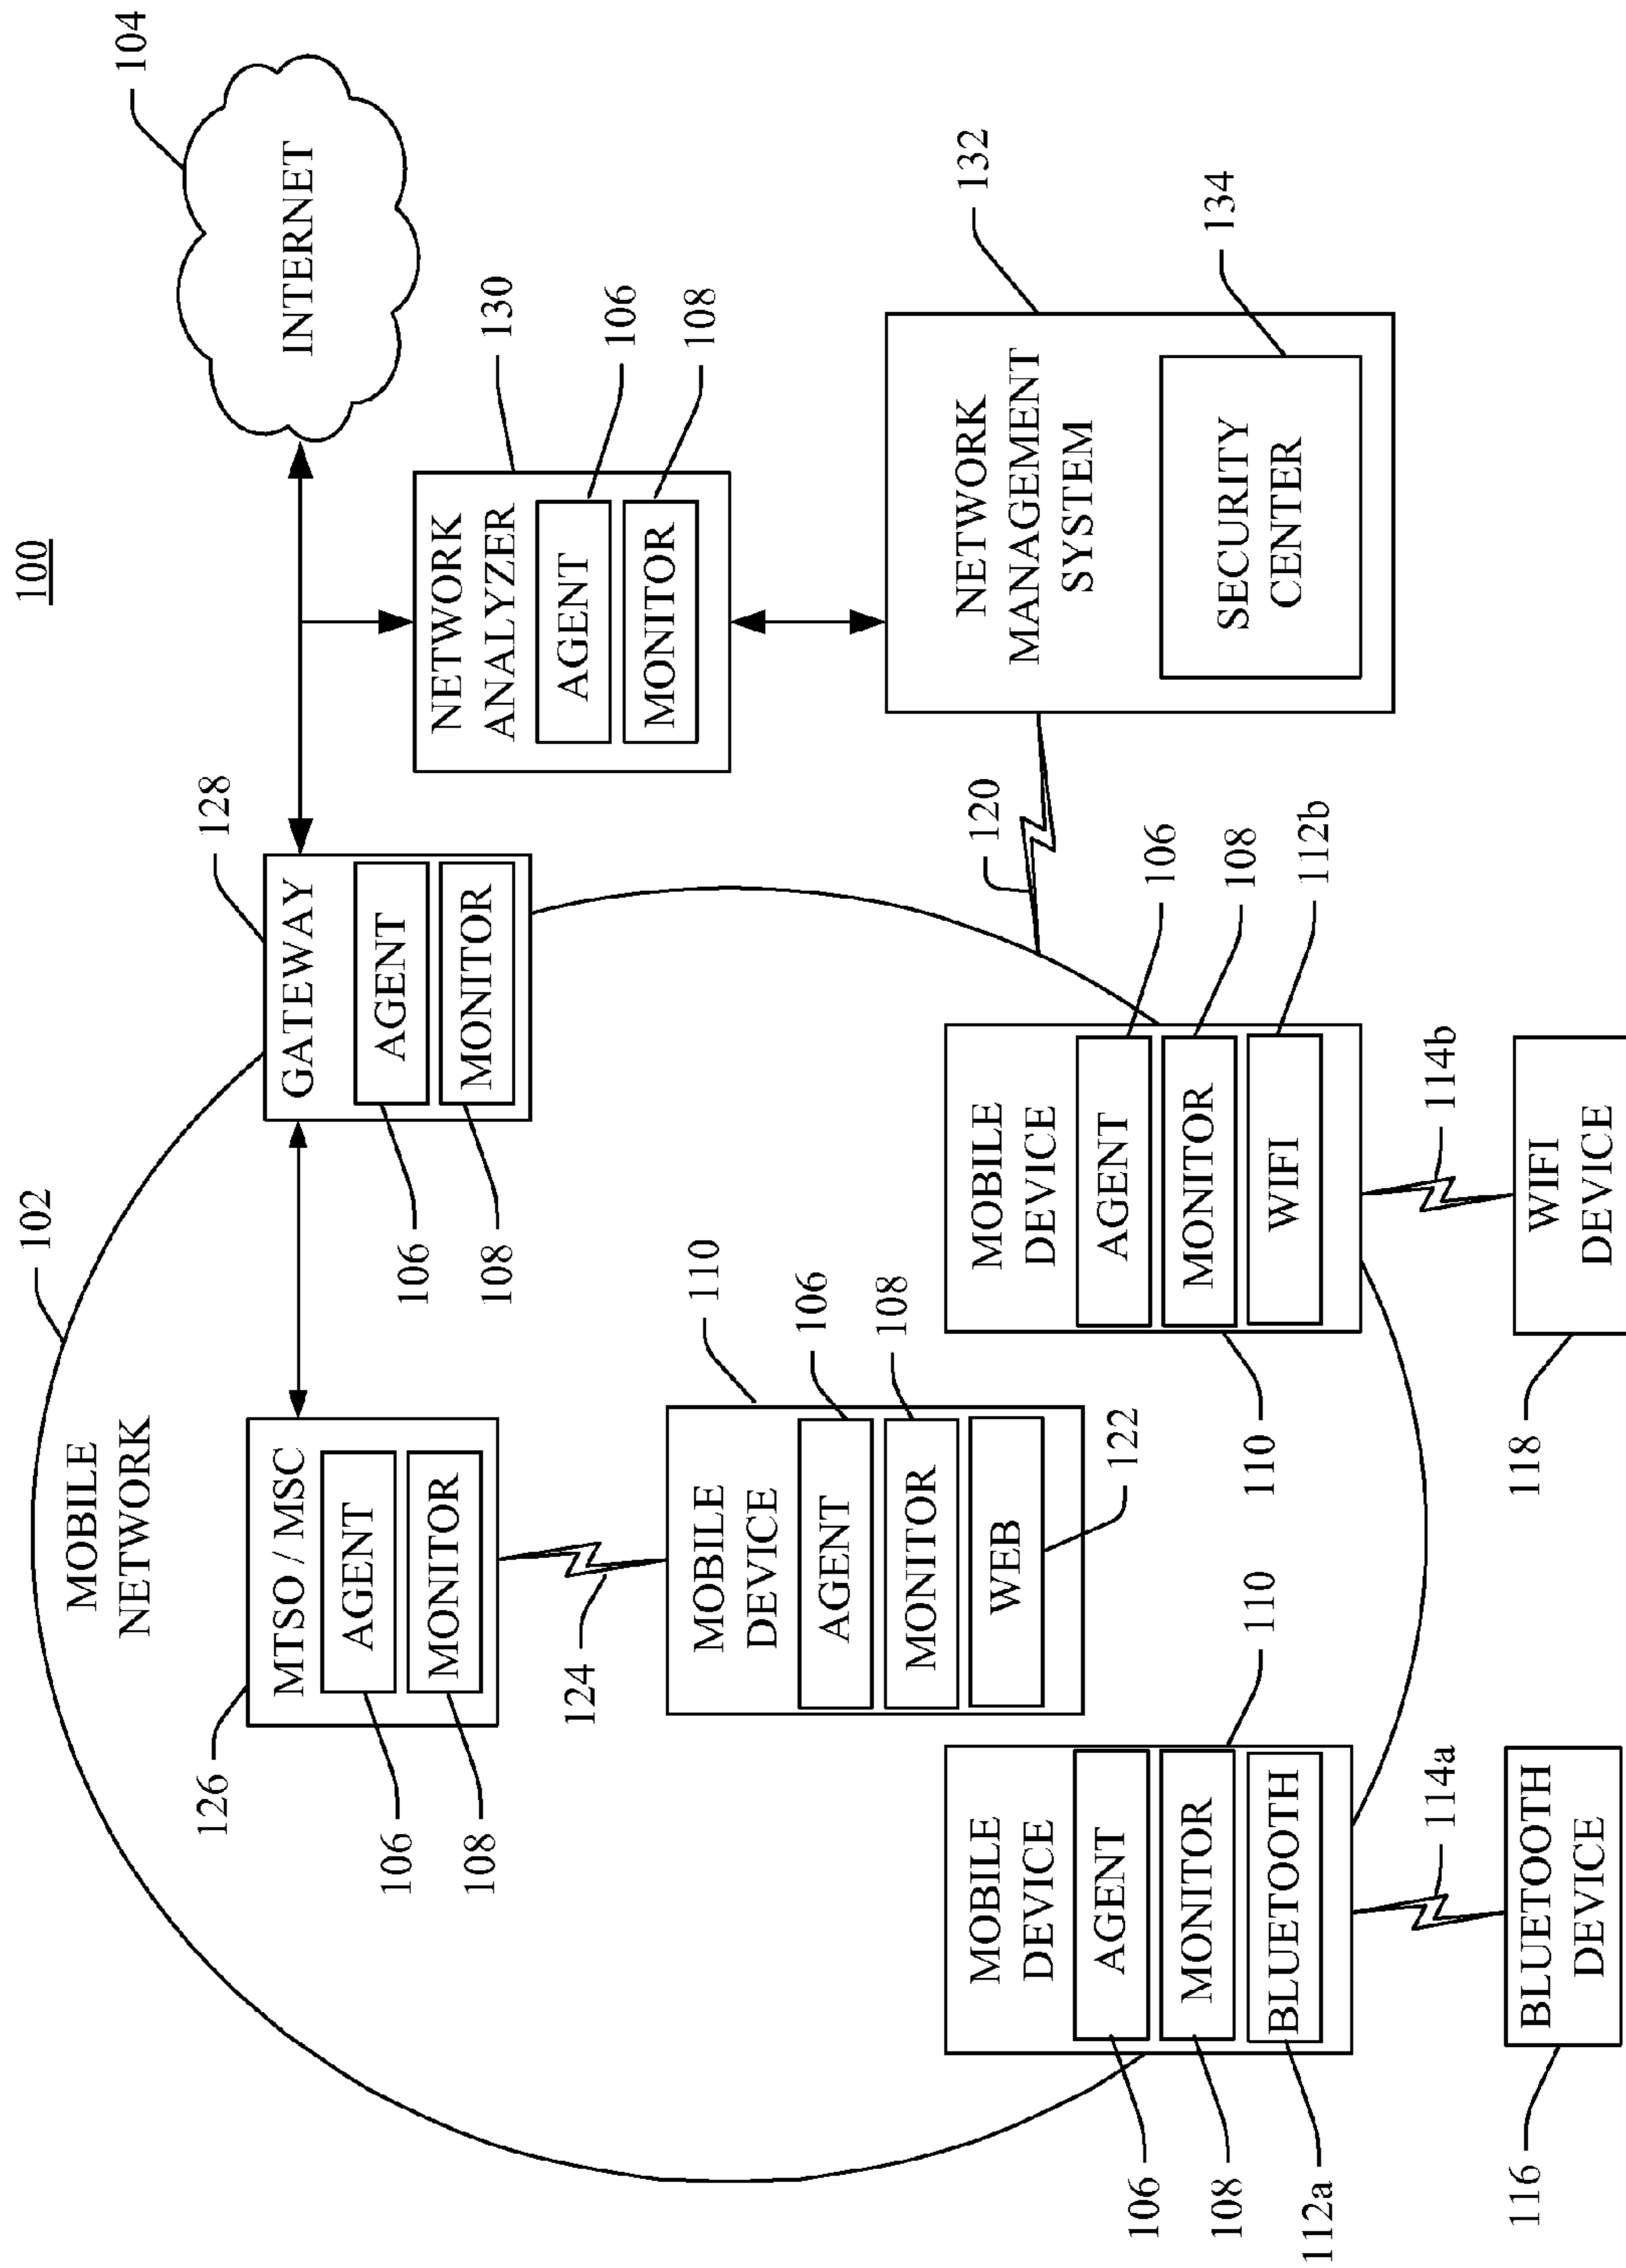 100
102
104
MOBILE
NETWORK
INTERNET
126
MTSO / MSC
AGENT
MONITOR
106
108
128
GATEWAY
AGENT
MONITOR
106
108
130
NETWORK
ANALYZER
AGENT
MONITOR
106
108
124
110
MOBILE
DEVICE
AGENT
MONITOR
WEB
106
108
122
120
132
NETWORK
MANAGEMENT
SYSTEM
SECURITY
CENTER
134
MOBILE
DEVICE
AGENT
MONITOR
BLUETOOTH
106
108
112a
110
MOBILE
DEVICE
AGENT
MONITOR
WIFI
106
108
112b
110
114a
114b
116
BLUETOOTH
DEVICE
118
WIFI
DEVICE